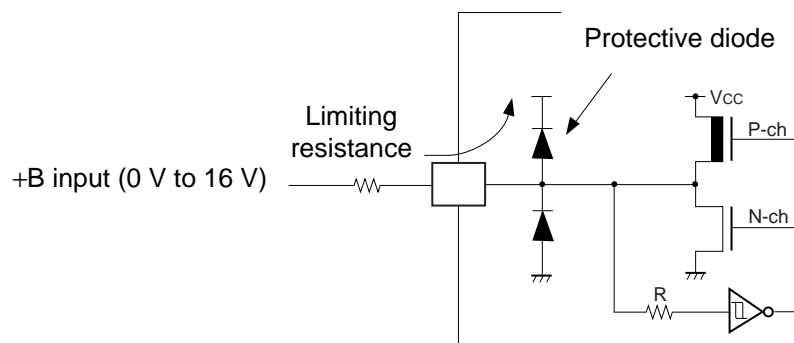 Protective diode
Limiting
resistance
VCC
P-ch
+B input (0 V to 16 V)
N-ch
R